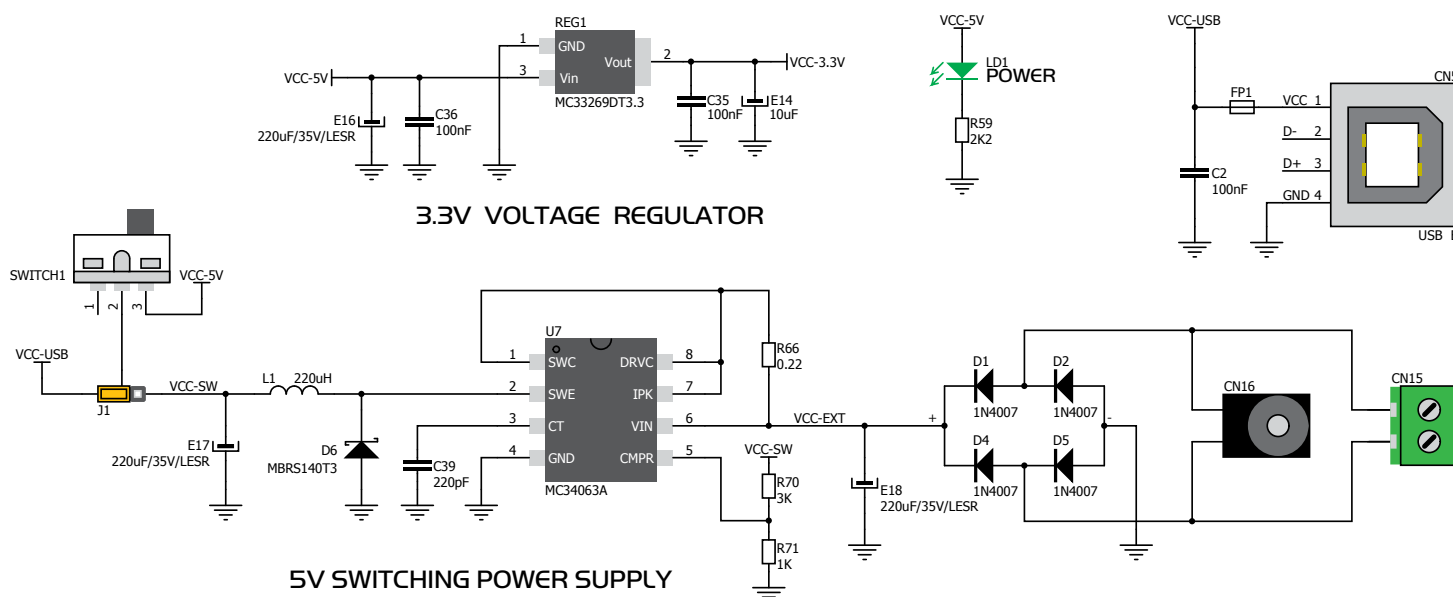 REG1
1
GND
Vout
2
VCC-5V
3
Vin
VCC-3.3V
MC33269DT3.3
E16
220uF/35V/LESR
C36
100nF
C35
100nF
E14
10uF
3.3V VOLTAGE REGULATOR
VCC-5V
LD1
POWER
R59
2K2
VCC-USB
CN5
FP1
VCC 1
D- 2
D+ 3
GND 4
C2
100nF
USB
SWITCH1
VCC-5V
1
2
3
VCC-USB
J1
VCC-SW
L1
220uH
E17
220uF/35V/LESR
D6
MBRS140T3
C39
220pF
U7
1
SWC
DRVC
8
2
SWE
IPK
7
3
CT
VIN
6
4
GND
CMPR
5
MC34063A
R66
0.22
VCC-EXT
VCC-SW
R70
3K
R71
1K
E18
220uF/35V/LESR
+
-
D1
1N4007
D2
1N4007
D4
1N4007
D5
1N4007
CN16
CN15
5V SWITCHING POWER SUPPLY